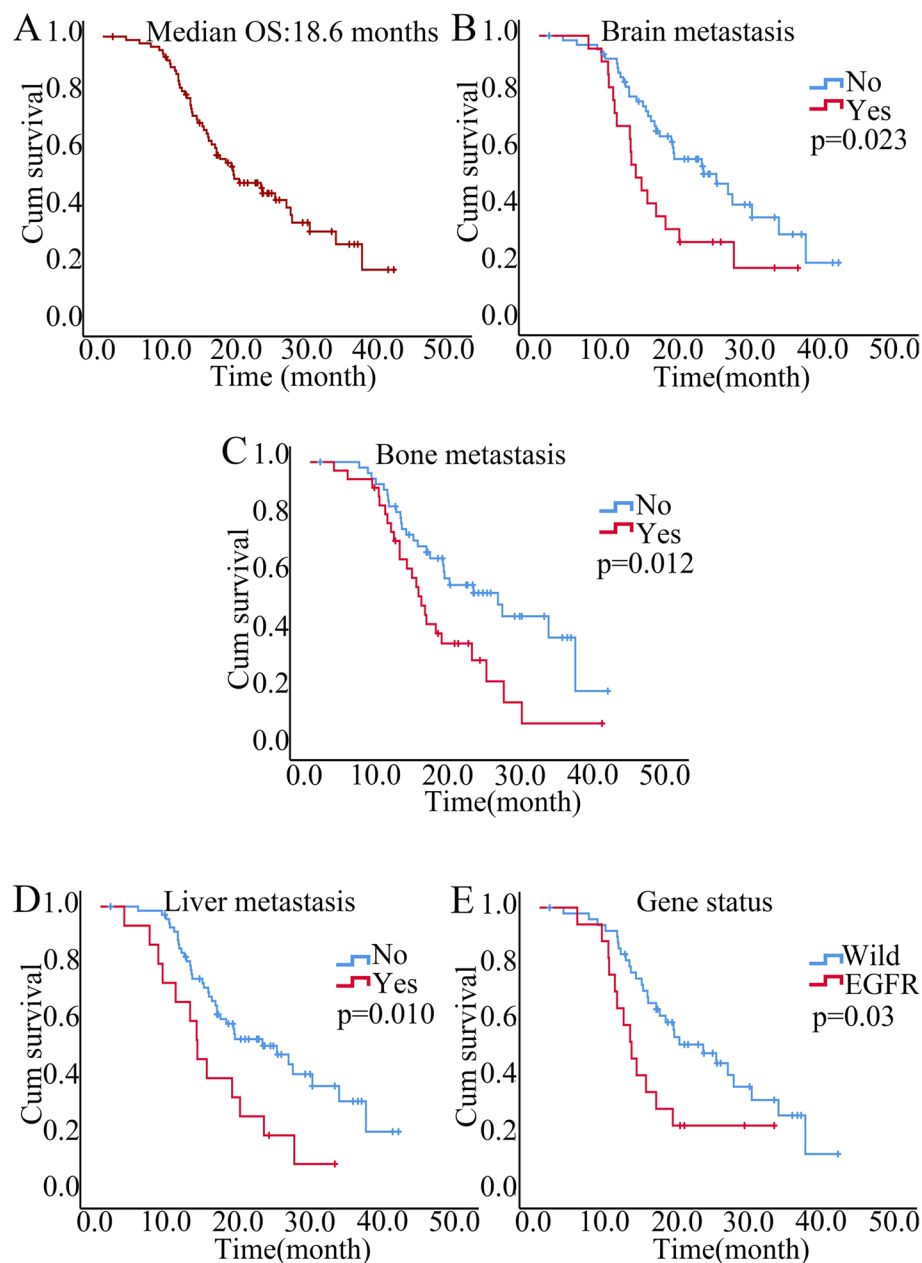 A
Median OS:18.6 months
1.0
0.8
0.6
0.4
0.2
0.0
Cum survival
0.0 10.0 20.0 30.0 40.0 50.0
Time (month)
B
Brain metastasis
1.0
0.8
0.6
0.4
0.2
0.0
Cum survival
No
Yes
p=0.023
0.0 10.0 20.0 30.0 40.0 50.0
Time(month)
C
Bone metastasis
1.0
0.8
0.6
0.4
0.2
0.0
Cum survival
No
Yes
p=0.012
0.0 10.0 20.0 30.0 40.0 50.0
Time(month)
D
Liver metastasis
1.0
0.8
0.6
0.4
0.2
0.0
Cum survival
No
Yes
p=0.010
0.0 10.0 20.0 30.0 40.0 50.0
Time(month)
E
Gene status
1.0
0.8
0.6
0.4
0.2
0.0
Cum survival
Wild
EGFR
p=0.03
0.0 10.0 20.0 30.0 40.0 50.0
Time(month)